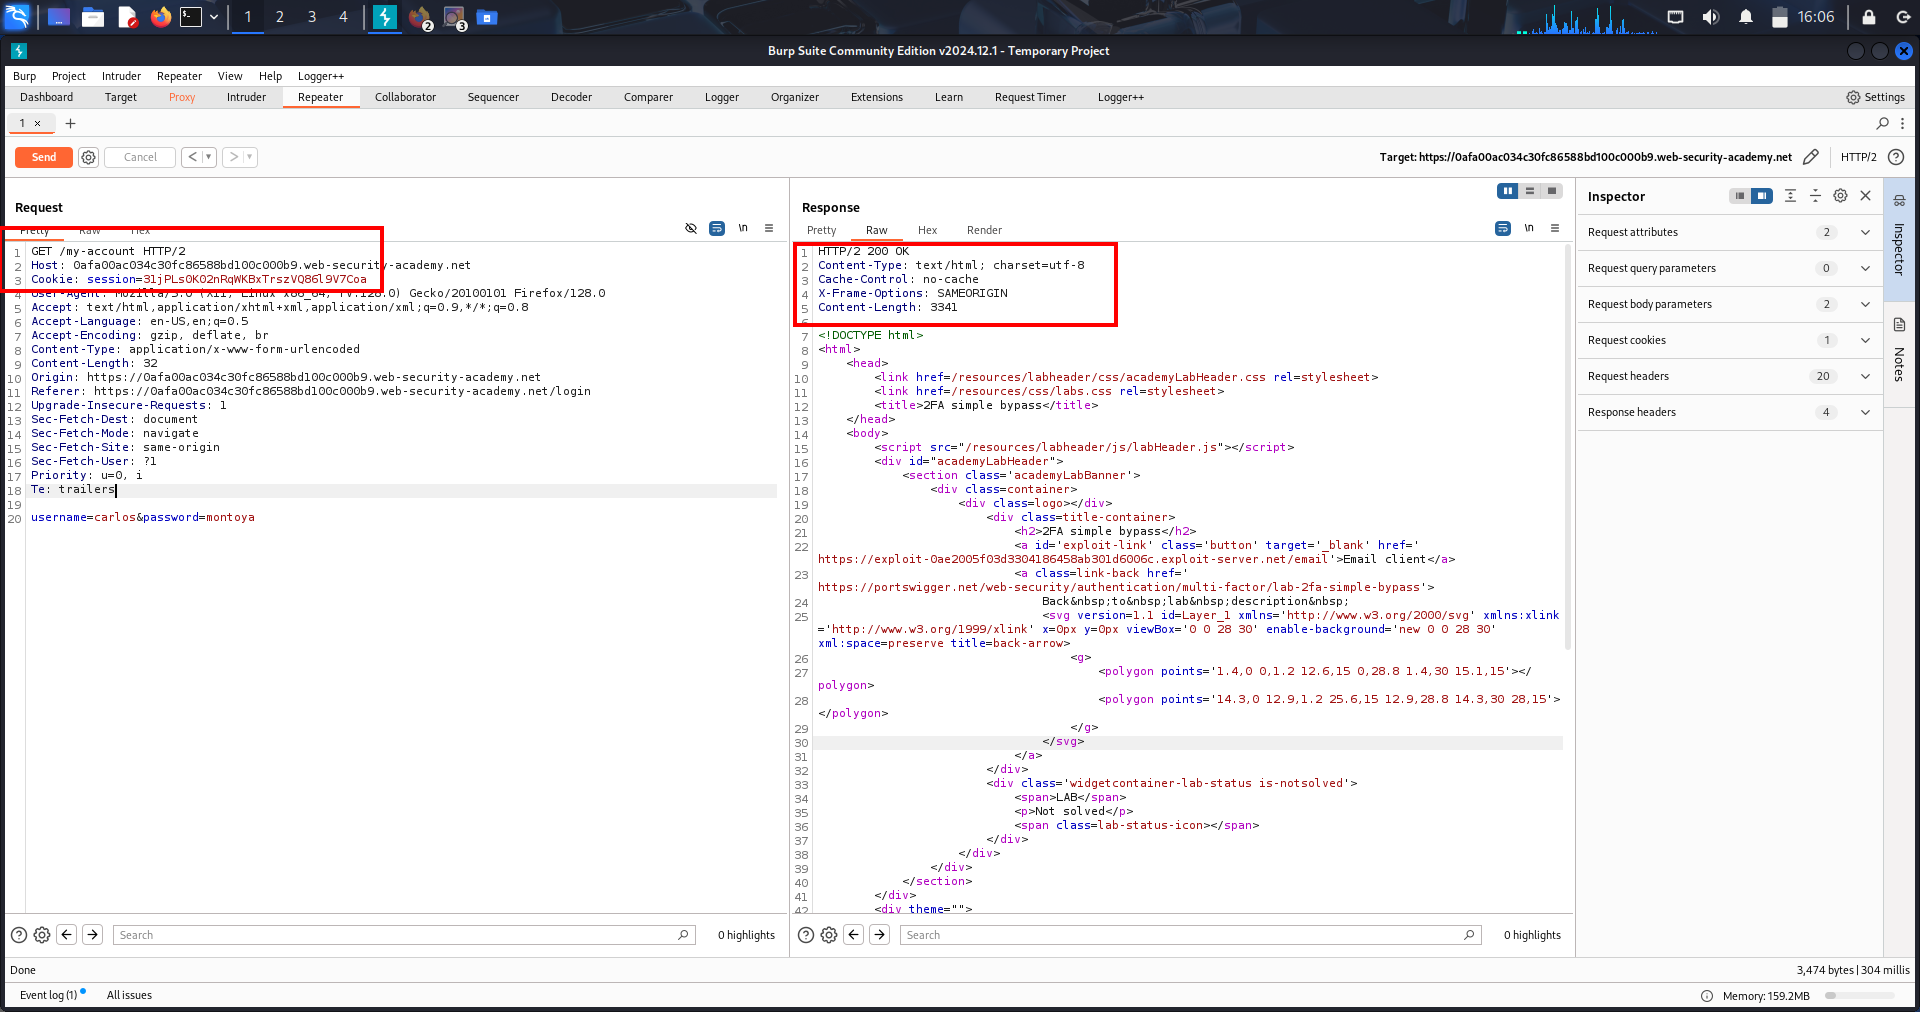 1 2 3 4 2 3 16:06
Burp Suite Community Edition v2024.12.1 - Temporary Project
Burp Project Intruder Repeater View Help Logger++
Dashboard Target Proxy Intruder Repeater Collaborator Sequencer Decoder Comparer Logger Organizer Extensions Learn Request Timer Logger++ Settings
1 × +
Send Cancel < > Target: https://0afa00ac034c30fc86588bd100c000b9.web-security-academy.net HTTP/2
Request
Pretty Raw Hex \n
1 GET /my-account HTTP/2
2 Host: 0afa00ac034c30fc86588bd100c000b9.web-security-academy.net
3 Cookie: session=31jPLsOK02nRqWKBxTrszVQ86l9V7Coa
4 User-Agent: Mozilla/5.0 (X11; Linux x86_64; rv:128.0) Gecko/20100101 Firefox/128.0
5 Accept: text/html,application/xhtml+xml,application/xml;q=0.9,*/*;q=0.8
6 Accept-Language: en-US,en;q=0.5
7 Accept-Encoding: gzip, deflate, br
8 Content-Type: application/x-www-form-urlencoded
9 Content-Length: 32
10 Origin: https://0afa00ac034c30fc86588bd100c000b9.web-security-academy.net
11 Referer: https://0afa00ac034c30fc86588bd100c000b9.web-security-academy.net/login
12 Upgrade-Insecure-Requests: 1
13 Sec-Fetch-Dest: document
14 Sec-Fetch-Mode: navigate
15 Sec-Fetch-Site: same-origin
16 Sec-Fetch-User: ?1
17 Priority: u=0, i
18 Te: trailers
19
20 username=carlos&password=montoya
Search 0 highlights
Response
Pretty Raw Hex Render \n
1 HTTP/2 200 OK
2 Content-Type: text/html; charset=utf-8
3 Cache-Control: no-cache
4 X-Frame-Options: SAMEORIGIN
5 Content-Length: 3341
6
7 <!DOCTYPE html>
8 <html>
9 <head>
10 <link href=/resources/labheader/css/academyLabHeader.css rel=stylesheet>
11 <link href=/resources/css/labs.css rel=stylesheet>
12 <title>2FA simple bypass</title>
13 </head>
14 <body>
15 <script src="/resources/labheader/js/labHeader.js"></script>
16 <div id="academyLabHeader">
17 <section class='academyLabBanner'>
18 <div class=container>
19 <div class=logo></div>
20 <div class=title-container>
21 <h2>2FA simple bypass</h2>
22 <a id='exploit-link' class='button' target='_blank' href='
https://exploit-0ae2005f03d3304186458ab301d6006c.exploit-server.net/email'>Email client</a>
23 <a class=link-back href='
https://portswigger.net/web-security/authentication/multi-factor/lab-2fa-simple-bypass'>
24 Back&nbsp;to&nbsp;lab&nbsp;description&nbsp;
25 <svg version=1.1 id=Layer_1 xmlns='http://www.w3.org/2000/svg' xmlns:xlink
='http://www.w3.org/1999/xlink' x=0px y=0px viewBox='0 0 28 30' enable-background='new 0 0 28 30'
xml:space=preserve title=back-arrow>
26 <g>
27 <polygon points='1.4,0 0,1.2 12.6,15 0,28.8 1.4,30 15.1,15'></
polygon>
28 <polygon points='14.3,0 12.9,1.2 25.6,15 12.9,28.8 14.3,30 28,15'>
</polygon>
29 </g>
30 </svg>
31 </a>
32 </div>
33 <div class='widgetcontainer-lab-status is-notsolved'>
34 <span>LAB</span>
35 <p>Not solved</p>
36 <span class=lab-status-icon></span>
37 </div>
38 </div>
39 </div>
40 </section>
41 </div>
42 <div theme="">
Search 0 highlights
Inspector
Request attributes 2
Request query parameters 0
Request body parameters 2
Request cookies 1
Request headers 20
Response headers 4
Inspector
Notes
Done 3,474 bytes | 304 millis
Event log (1) All issues Memory: 159.2MB